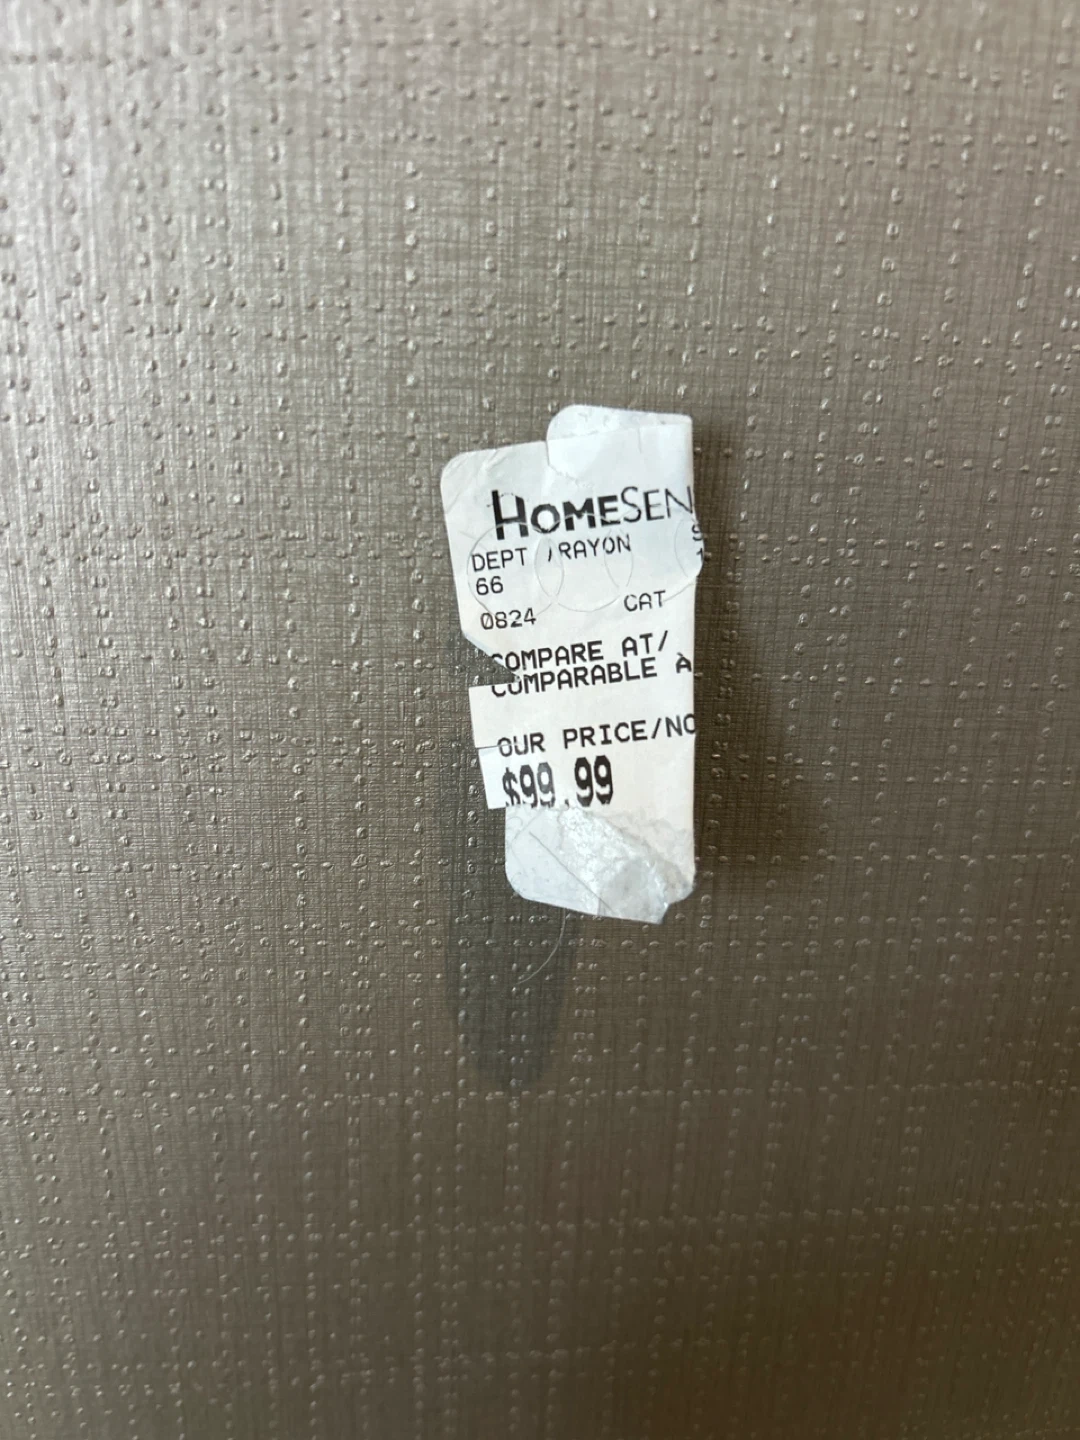 HOMESEN
DEPT /RAYON
66
0824 CAT
COMPARE AT/
COMPARABLE À
OUR PRICE/NO
$99.99